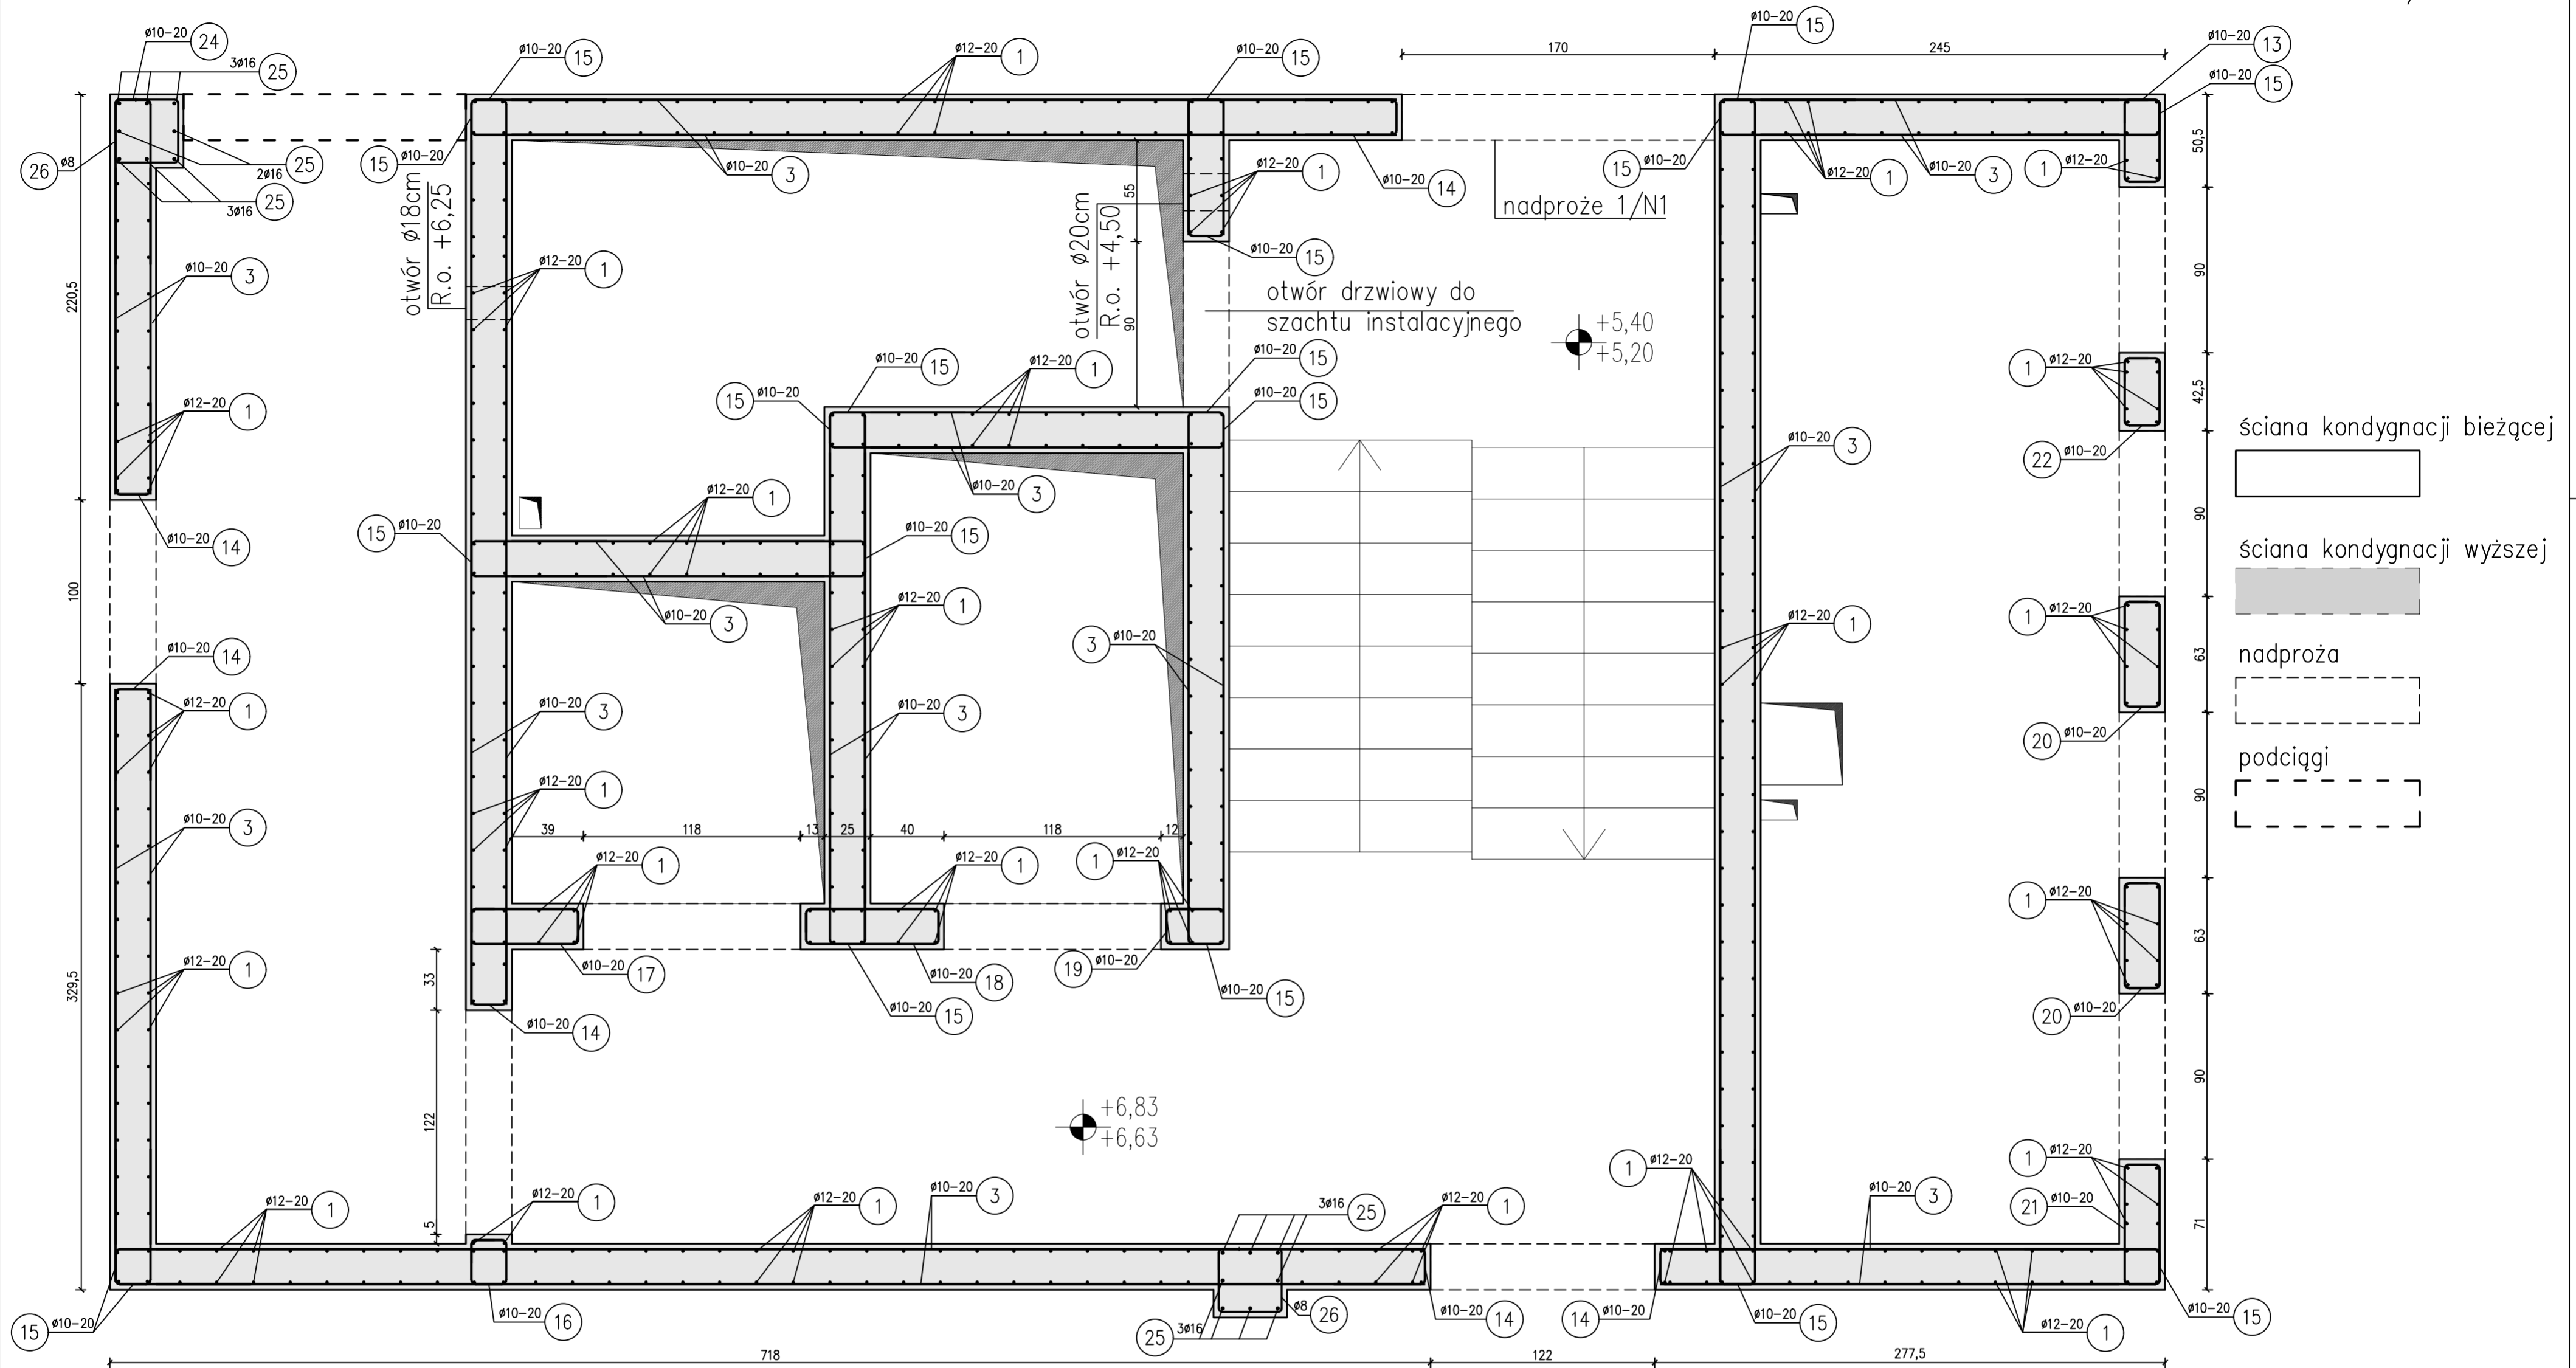 ø10-20 24
3ø16 25
ø10-20 15
ø12-20 1
ø10-20 15
170
ø10-20 15
245
ø10-20 13
ø10-20 15
26 ø8
25
2ø16
25
3ø16
15 ø10-20
ø10-20 3
ø12-20 1
ø10-20 14
15 ø10-20
ø12-20 1
ø10-20 3
1 ø12-20
50,5
otwór ø18cm
R.o. +6,25
55
otwór ø20cm
R.o. +4,50
90
nadproże 1/N1
ø10-20 15
ø10-20 3
220,5
ø12-20 1
otwór drzwiowy do
szachtu instalacyjnego
+5,40
+5,20
90
ø10-20 15
ø12-20 1
ø10-20 15
15 ø10-20
ø10-20 15
1 ø12-20
42,5
ø12-20 1
22 ø10-20
ø10-20 3
ściana kondygnacji bieżącej
ø10-20 3
ø12-20 1
15 ø10-20
ø10-20 15
90
ø10-20 14
ściana kondygnacji wyższej
100
ø12-20 1
ø10-20 3
3 ø10-20
ø12-20 1
1 ø12-20
63
ø10-20 14
nadproża
ø12-20 1
ø10-20 3
ø10-20 3
20 ø10-20
podciągi
ø12-20 1
90
ø10-20 3
39
118
13
25
40
118
12
ø12-20 1
ø12-20 1
1 ø12-20
1 ø12-20
63
329,5
ø12-20 1
33
ø10-20 17
ø10-20 18
19 ø10-20
ø10-20 15
ø10-20 15
20 ø10-20
ø10-20 14
90
122
+6,83
+6,63
1 ø12-20
1 ø12-20
ø12-20 1
ø12-20 1
ø12-20 1
ø10-20 3
3ø16 25
ø12-20 1
ø10-20 3
21 ø10-20
5
71
15 ø10-20
ø10-20 16
25 3ø16
ø8 26
ø10-20 14
14 ø10-20
ø10-20 15
ø12-20 1
ø10-20 15
718
122
277,5